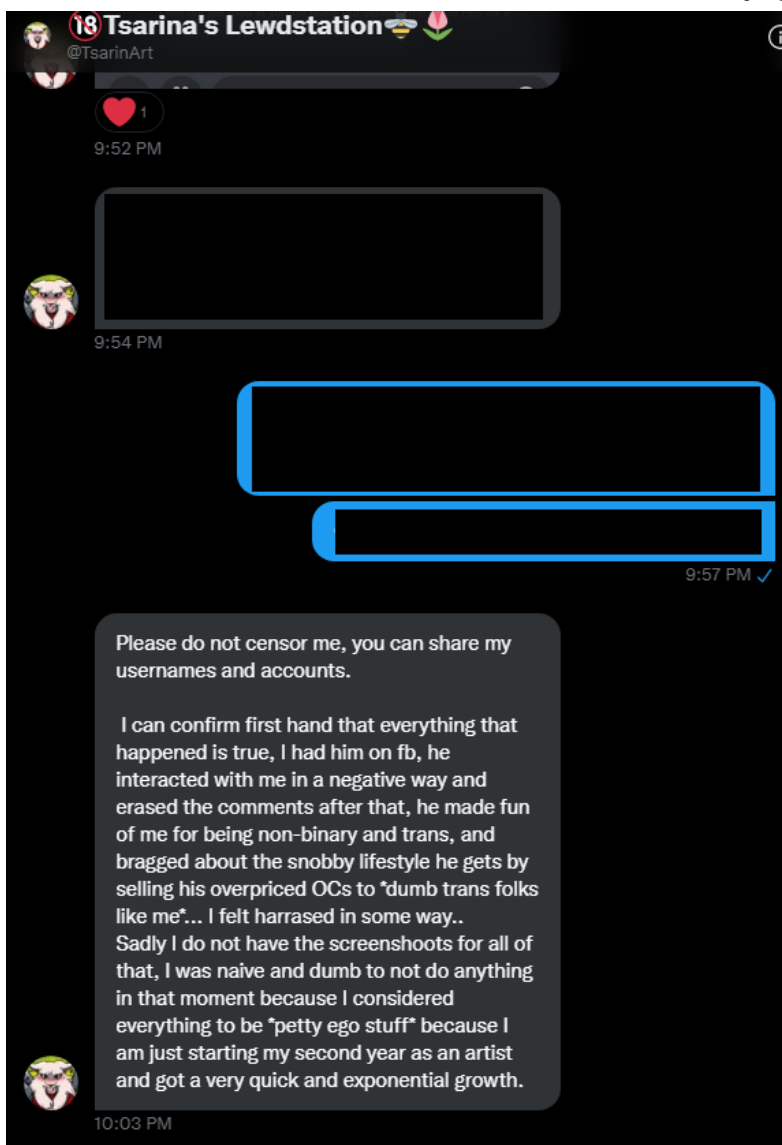 🔞Tsarina's Lewdstation🐝🌷
@TsarinArt
❤️ 1
9:52 PM
9:54 PM
9:57 PM ✓
Please do not censor me, you can share my
usernames and accounts.
I can confirm first hand that everything that
happened is true, I had him on fb, he
interacted with me in a negative way and
erased the comments after that, he made fun
of me for being non-binary and trans, and
bragged about the snobby lifestyle he gets by
selling his overpriced OCs to *dumb trans folks
like me*... I felt harrased in some way..
Sadly I do not have the screenshoots for all of
that, I was naive and dumb to not do anything
in that moment because I considered
everything to be *petty ego stuff* because I
am just starting my second year as an artist
and got a very quick and exponential growth.
10:03 PM